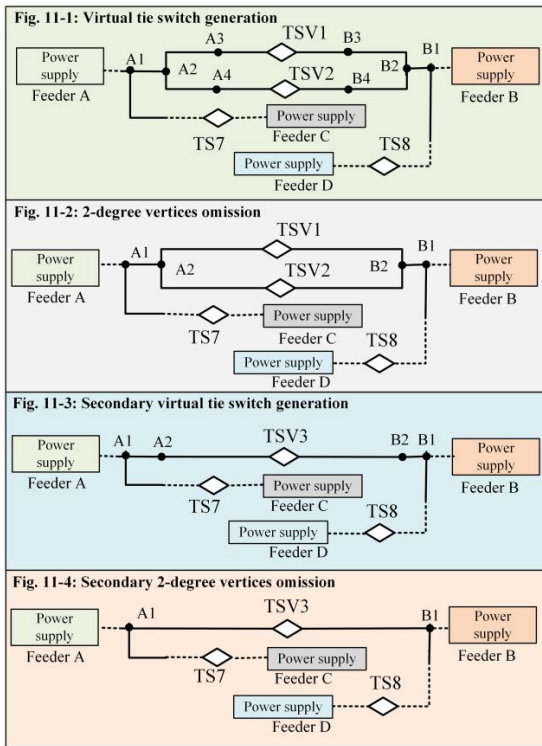 Fig. 11-1: Virtual tie switch generation
Power supply
Feeder A
A1
A2
A3
TSV1
B3
A4
TSV2
B4
B2
B1
Power supply
Feeder B
TS7
Power supply
Feeder C
TS8
Power supply
Feeder D
Fig. 11-2: 2-degree vertices omission
Power supply
Feeder A
A1
A2
TSV1
TSV2
B2
B1
Power supply
Feeder B
TS7
Power supply
Feeder C
TS8
Power supply
Feeder D
Fig. 11-3: Secondary virtual tie switch generation
Power supply
Feeder A
A1
A2
TSV3
B2
B1
Power supply
Feeder B
TS7
Power supply
Feeder C
TS8
Power supply
Feeder D
Fig. 11-4: Secondary 2-degree vertices omission
Power supply
Feeder A
A1
TSV3
B1
Power supply
Feeder B
TS7
Power supply
Feeder C
TS8
Power supply
Feeder D